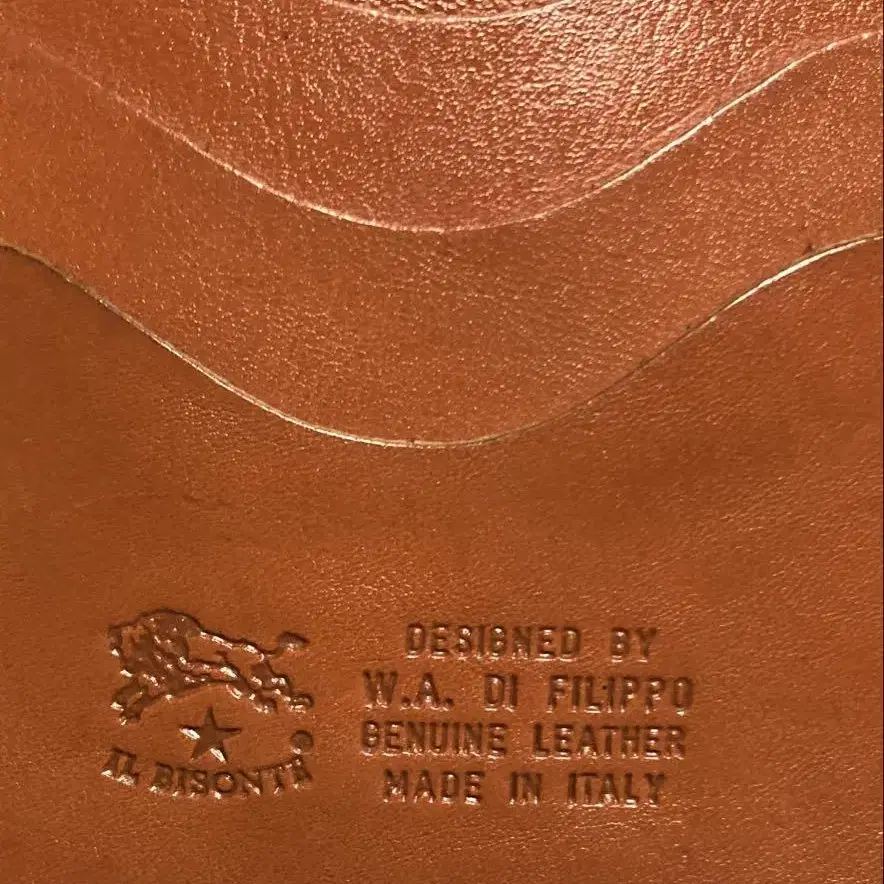 IL BISONTE
DESIGNED BY
W.A. DI FILIPPO
GENUINE LEATHER
MADE IN ITALY